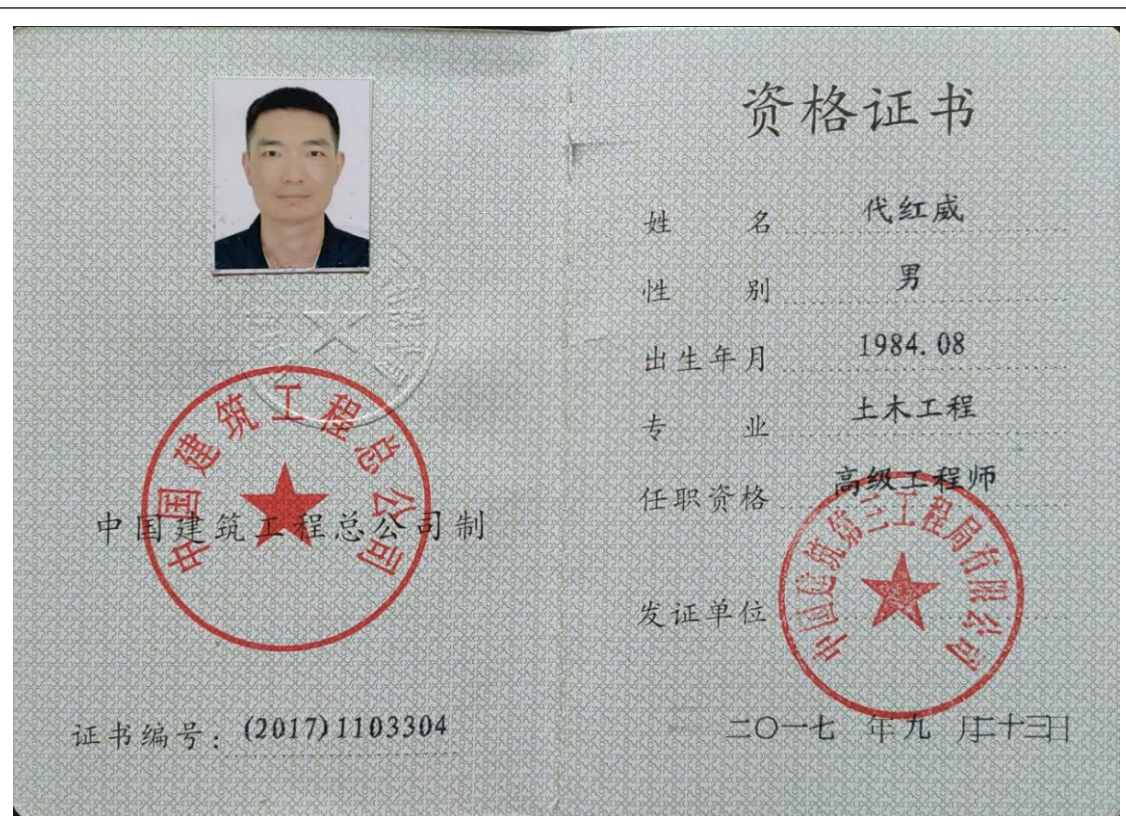 中国建筑工程总公司
中国建筑工程总公司制
证书编号：(2017)1103304
资格证书
姓名 代红威
性别 男
出生年月 1984.08
专业 土木工程
任职资格 高级工程师
发证单位
中国建筑第三工程局有限公司
二〇一七 年 九 月二十三日